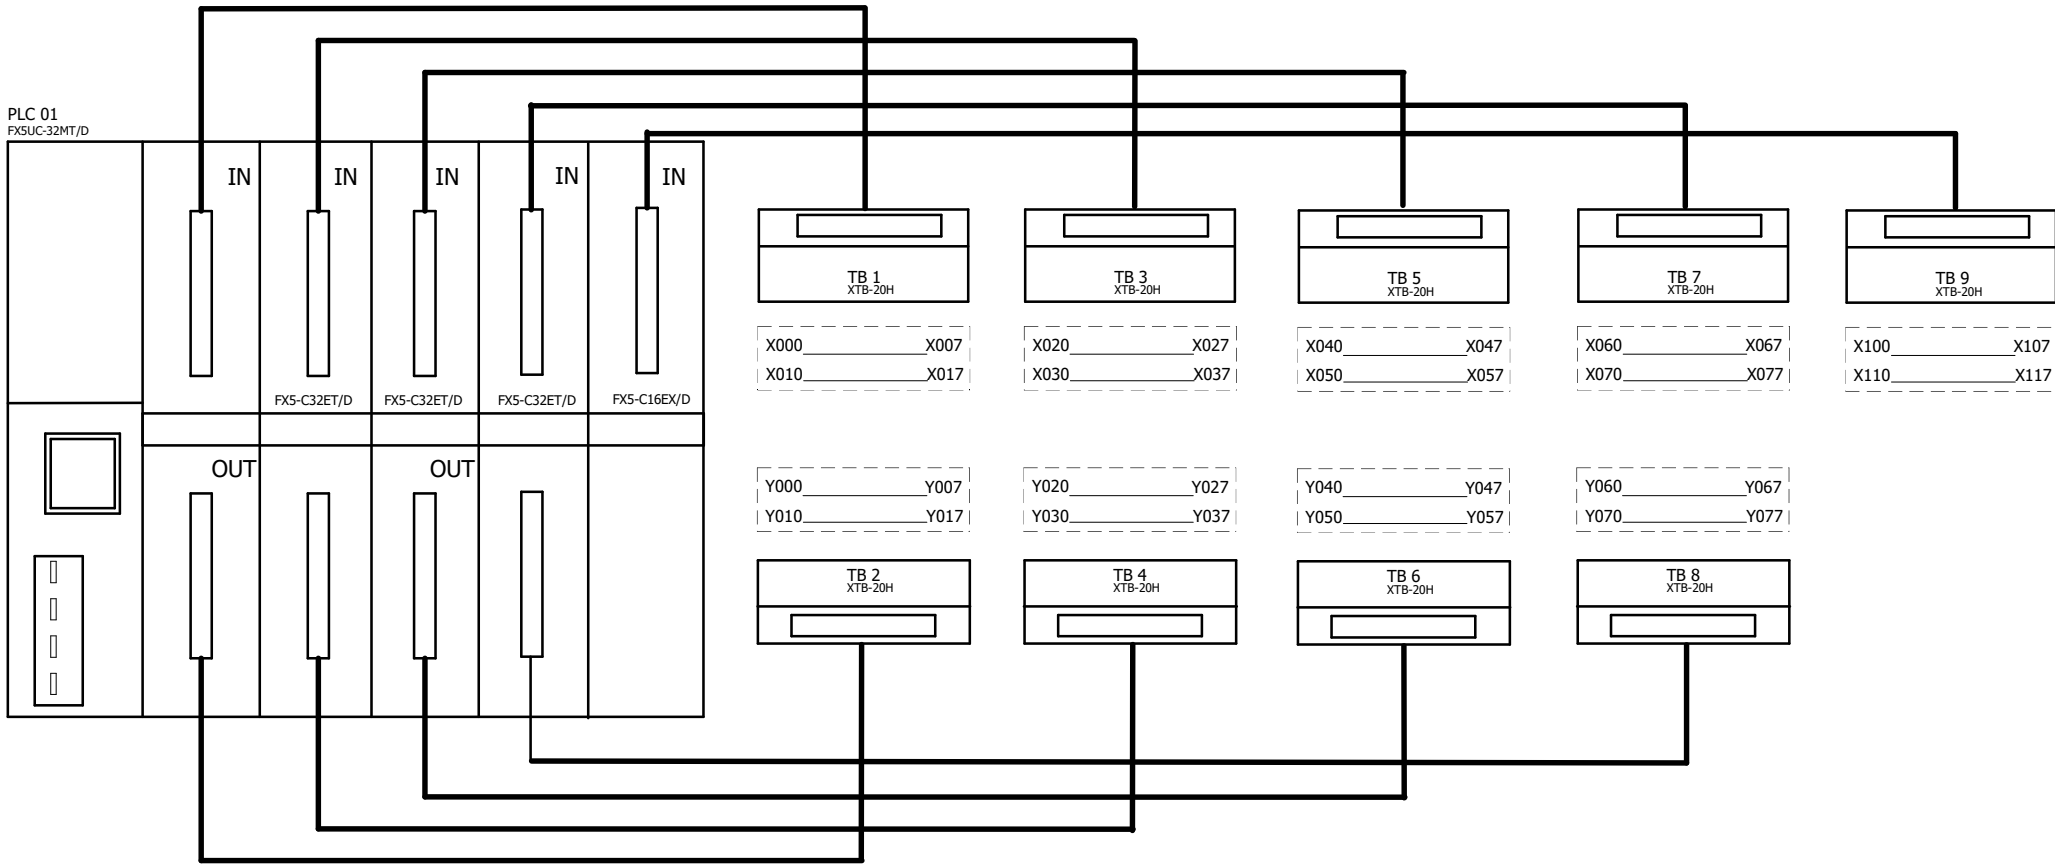 PLC 01
FX5UC-32MT/D
IN IN IN IN IN
FX5-C32ET/D FX5-C32ET/D FX5-C32ET/D FX5-C16EX/D
OUT OUT
TB 1
XTB-20H
TB 3
XTB-20H
TB 5
XTB-20H
TB 7
XTB-20H
TB 9
XTB-20H
X000 X007
X010 X017
X020 X027
X030 X037
X040 X047
X050 X057
X060 X067
X070 X077
X100 X107
X110 X117
Y000 Y007
Y010 Y017
Y020 Y027
Y030 Y037
Y040 Y047
Y050 Y057
Y060 Y067
Y070 Y077
TB 2
XTB-20H
TB 4
XTB-20H
TB 6
XTB-20H
TB 8
XTB-20H